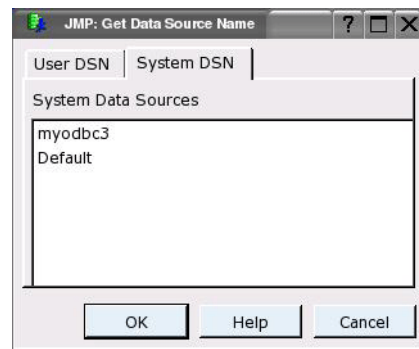 JMP: Get Data Source Name
User DSN System DSN
System Data Sources
myodbc3
Default
OK Help Cancel